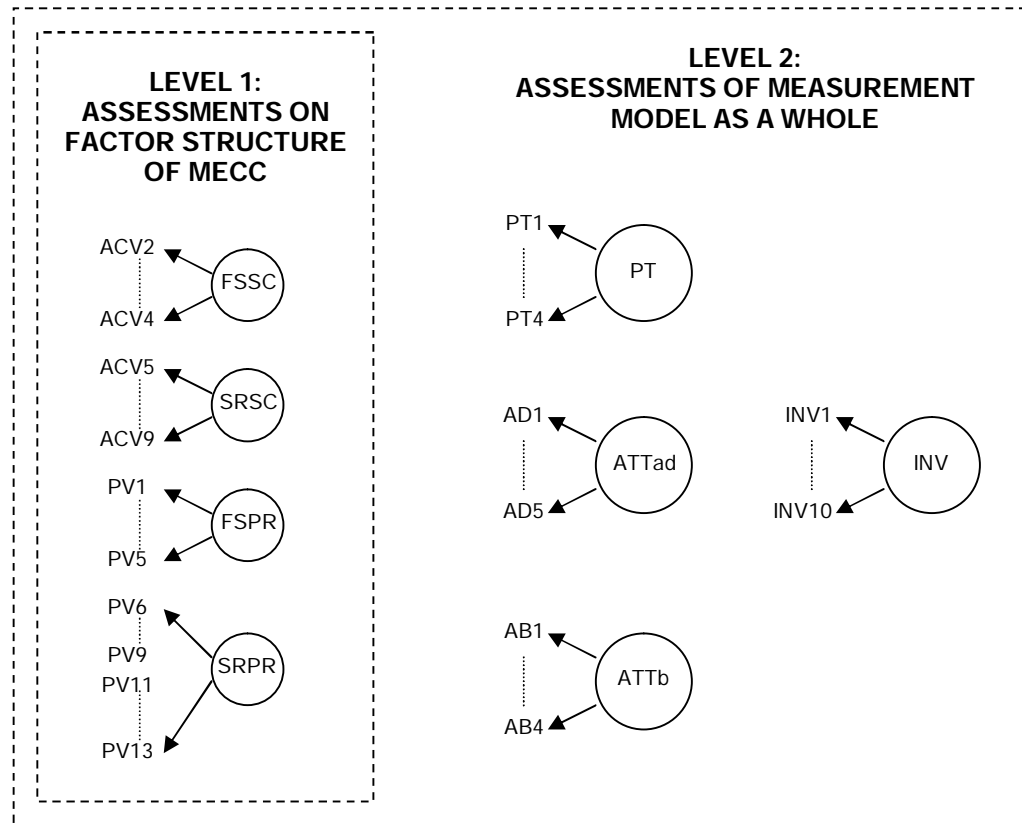 LEVEL 1:
ASSESSMENTS ON
FACTOR STRUCTURE
OF MECC
ACV2
FSSC
ACV4
ACV5
SRSC
ACV9
PV1
FSPR
PV5
PV6
PV9
SRPR
PV11
PV13
LEVEL 2:
ASSESSMENTS OF MEASUREMENT
MODEL AS A WHOLE
PT1
PT
PT4
AD1
ATTad
AD5
INV1
INV
INV10
AB1
ATTb
AB4